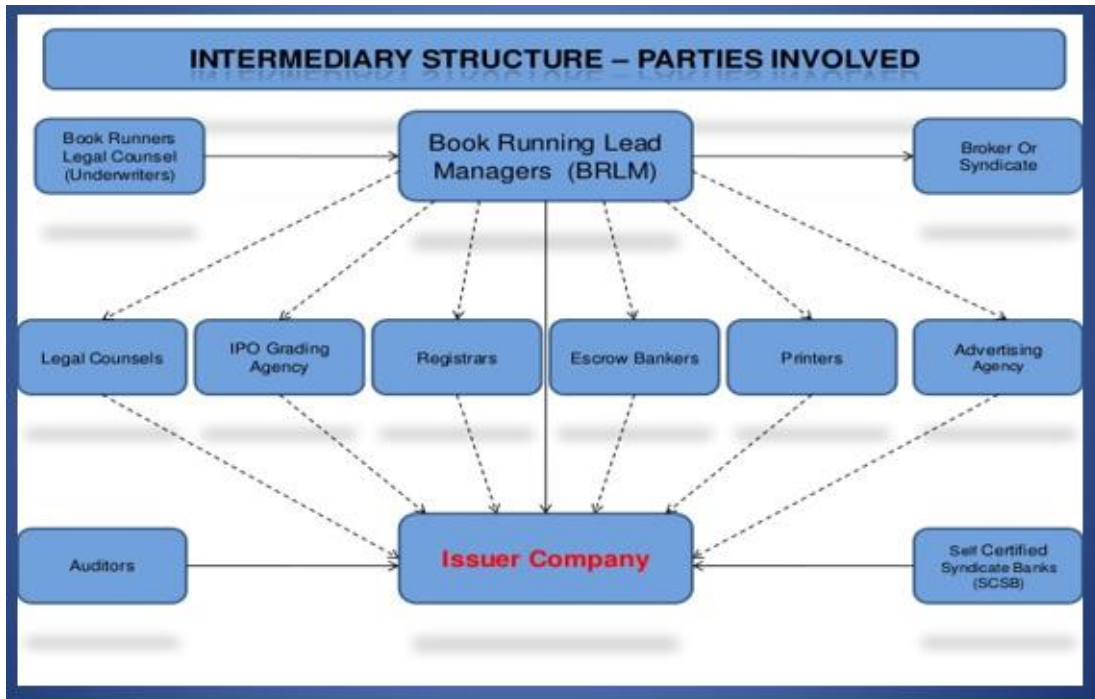 INTERMEDIARY STRUCTURE – PARTIES INVOLVED
Book Runners
Legal Counsel
(Underwriters)
Book Running Lead
Managers (BRLM)
Broker Or
Syndicate
Legal Counsels
IPO Grading
Agency
Registrars
Escrow Bankers
Printers
Advertising
Agency
Auditors
Issuer Company
Self Certified
Syndicate Banks
(SCSB)